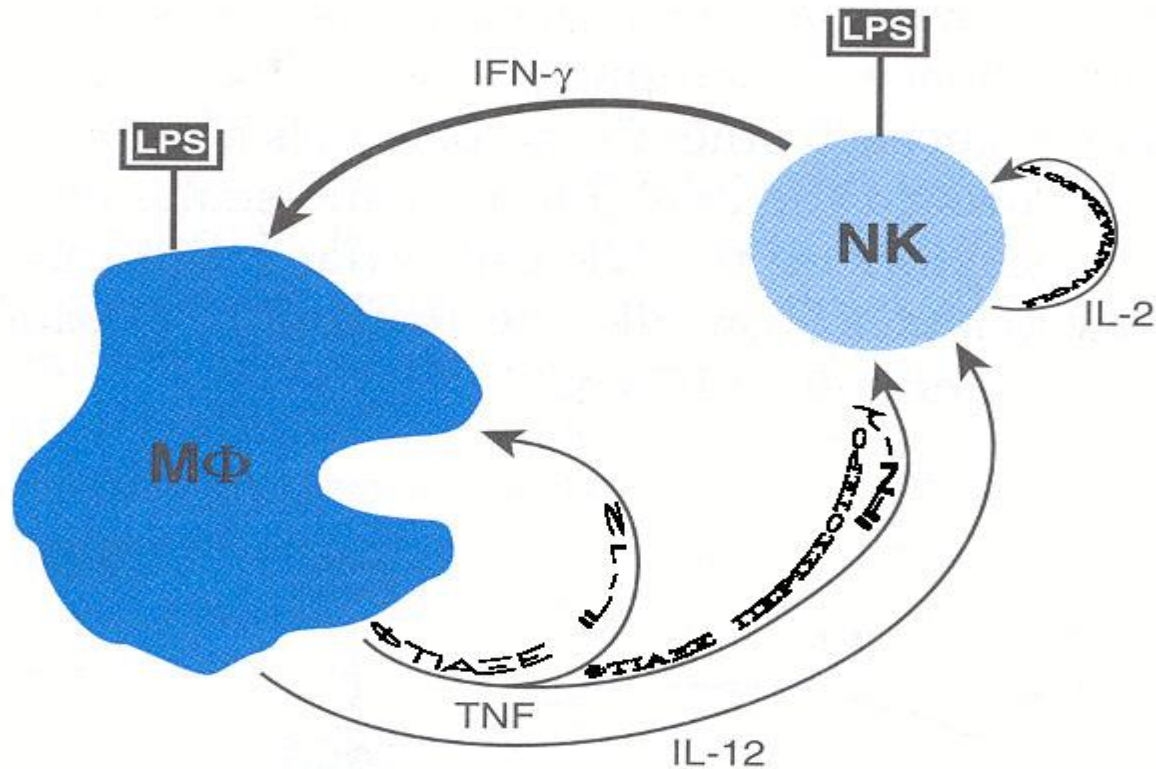 LPS
IFN-γ
LPS
NK
IL-2
ΜΦ
ΦΤΙΑΞΕ IL-12
ΦΤΙΑΞΕ ΠΕΡΙΣΣΟΤΕΡΟ
IFN-γ
TNF
IL-12